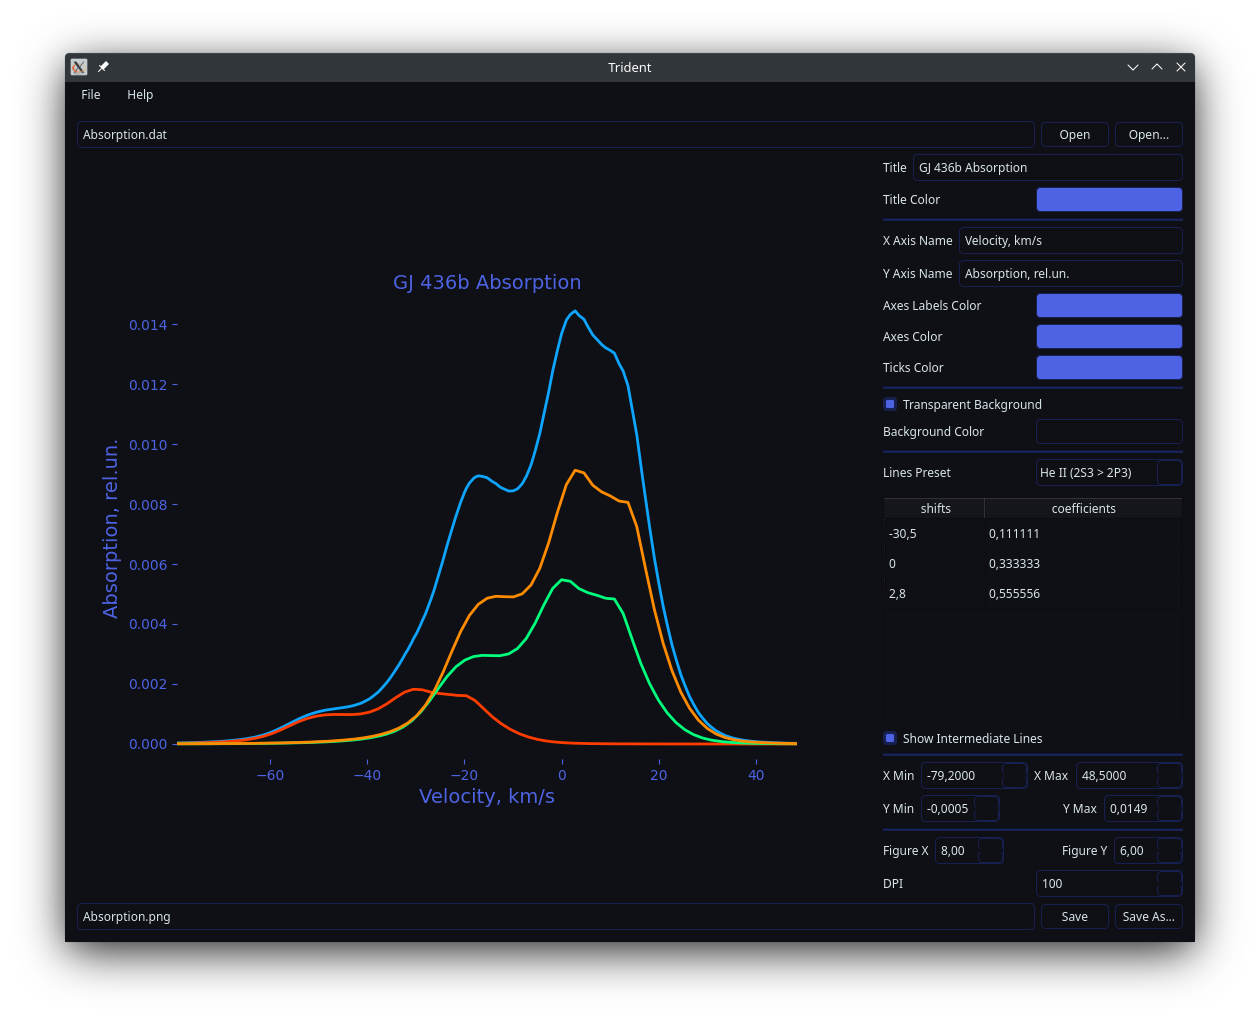 Trident
File Help
Absorption.dat Open Open...
Title GJ 436b Absorption
Title Color
X Axis Name Velocity, km/s
Y Axis Name Absorption, rel.un.
Axes Labels Color
Axes Color
Ticks Color
Transparent Background
Background Color
Lines Preset He II (2S3 > 2P3)
shifts coefficients
-30,5 0,111111
0 0,333333
2,8 0,555556
Show Intermediate Lines
X Min -79,2000 X Max 48,5000
Y Min -0,0005 Y Max 0,0149
Figure X 8,00 Figure Y 6,00
DPI 100
GJ 436b Absorption
0.014
0.012
0.010
0.008
0.006
0.004
0.002
0.000
Absorption, rel.un.
−60 −40 −20 0 20 40
Velocity, km/s
Absorption.png Save Save As...